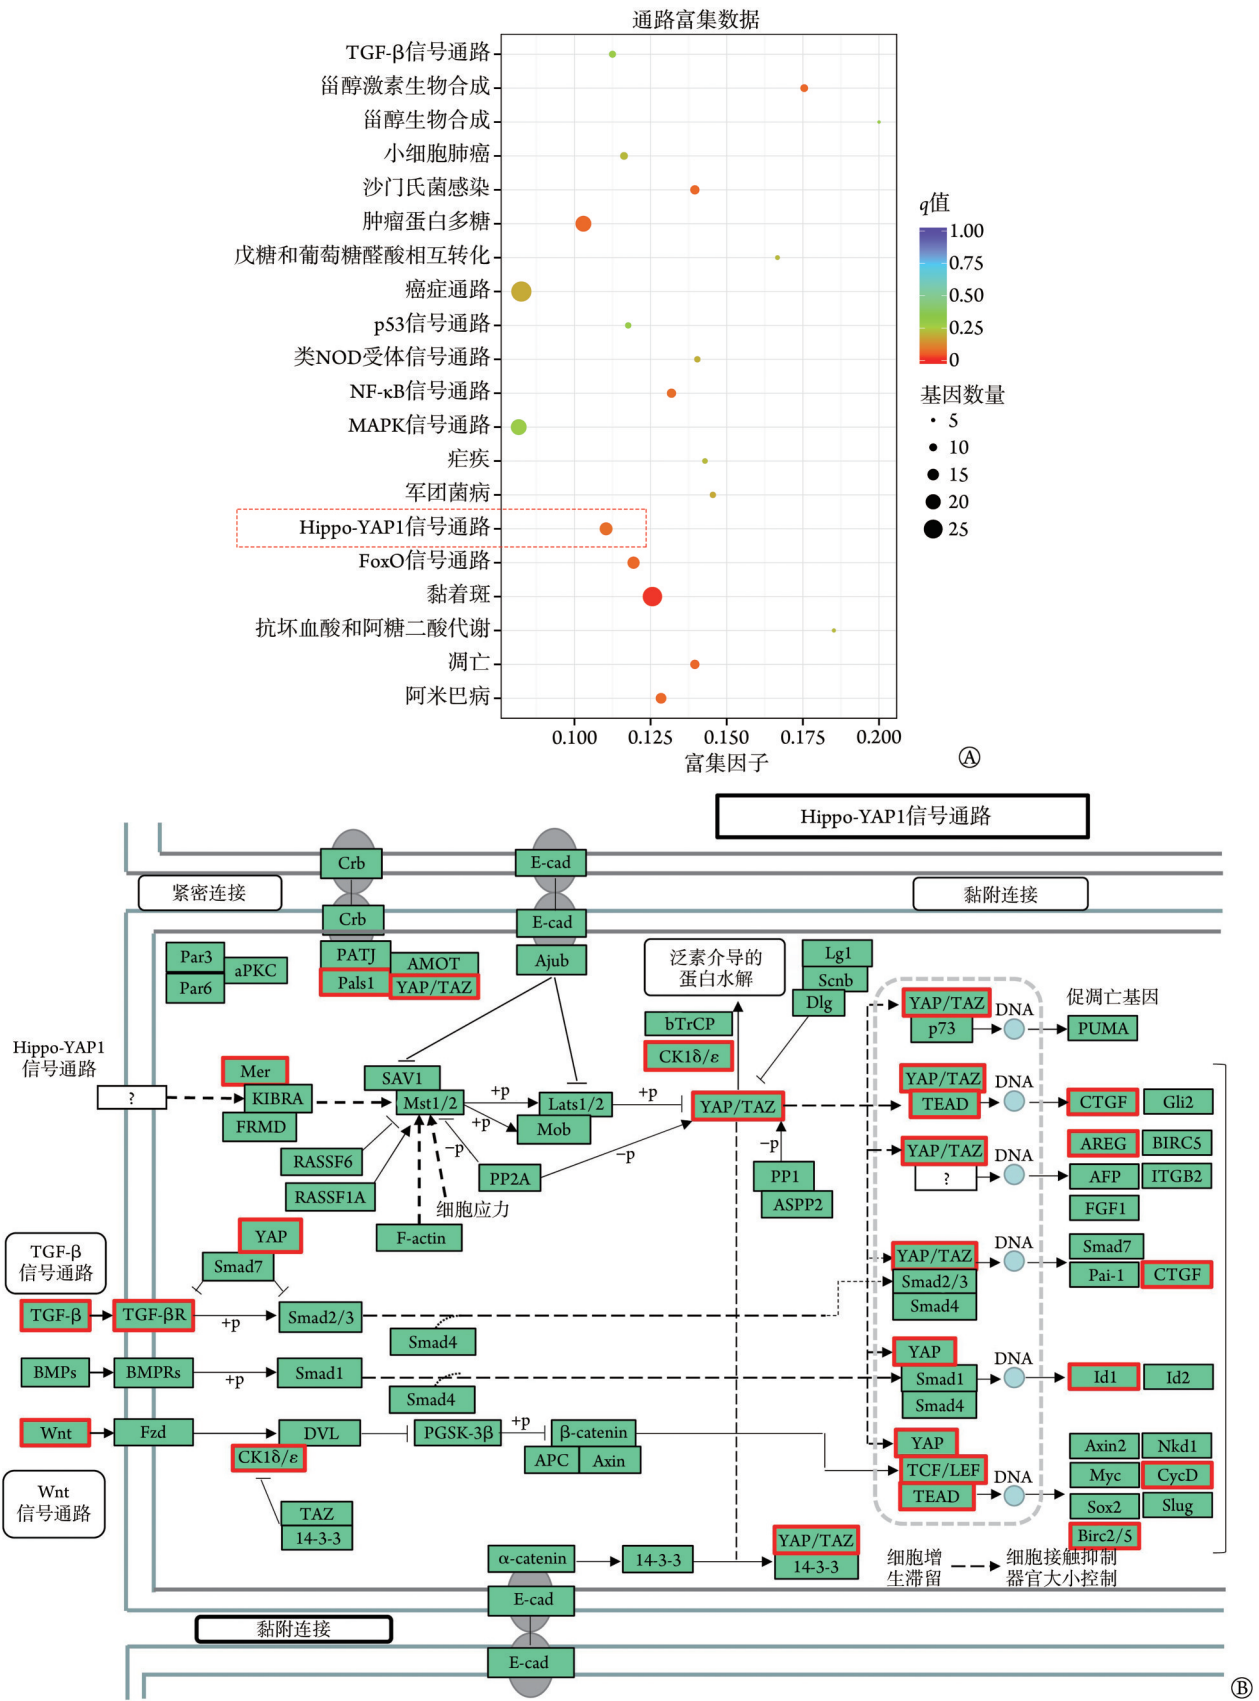 通路富集数据
TGF-β信号通路
甾醇激素生物合成
甾醇生物合成
小细胞肺癌
沙门氏菌感染
肿瘤蛋白多糖
戊糖和葡萄糖醛酸相互转化
癌症通路
p53信号通路
类NOD受体信号通路
NF-κB信号通路
MAPK信号通路
疟疾
军团菌病
Hippo-YAP1信号通路
FoxO信号通路
黏着斑
抗坏血酸和阿糖二酸代谢
凋亡
阿米巴病
0.100 0.125 0.150 0.175 0.200
富集因子
q值
1.00
0.75
0.50
0.25
0
基因数量
5
10
15
20
25
Ⓐ
Hippo-YAP1信号通路
Crb E-cad
紧密连接 黏附连接
Crb E-cad
Par3 aPKC Par6
PATJ AMOT
Pals1 YAP/TAZ
Ajub
泛素介导的
蛋白水解
Lg1
Scnb
Dlg
bTrCP
CK1δ/ε
YAP/TAZ DNA 促凋亡基因
p73 PUMA
Hippo-YAP1
信号通路
?
Mer
KIBRA
FRMD
SAV1
Mst1/2 +p Lats1/2 +p YAP/TAZ
+p Mob
RASSF6
RASSF1A
−p
PP2A −p
−p
PP1
ASPP2
细胞应力
F-actin
YAP/TAZ DNA
TEAD CTGF Gli2
YAP/TAZ DNA AREG BIRC5
? AFP ITGB2
FGF1
YAP
Smad7
TGF-β
信号通路
TGF-β TGF-βR +p Smad2/3
Smad4
YAP/TAZ DNA Smad7
Smad2/3 Pai-1 CTGF
Smad4
BMPs BMPRs +p Smad1
Smad4
YAP DNA
Smad1 Id1 Id2
Smad4
Wnt Fzd DVL PGSK-3β +p β-catenin
CK1δ/ε APC Axin
YAP Axin2 Nkd1
TCF/LEF DNA Myc CycD
TEAD Sox2 Slug
Birc2/5
Wnt
信号通路
TAZ
14-3-3
α-catenin 14-3-3 YAP/TAZ
14-3-3
细胞增
生滞留
细胞接触抑制
器官大小控制
E-cad
黏附连接
E-cad
Ⓑ